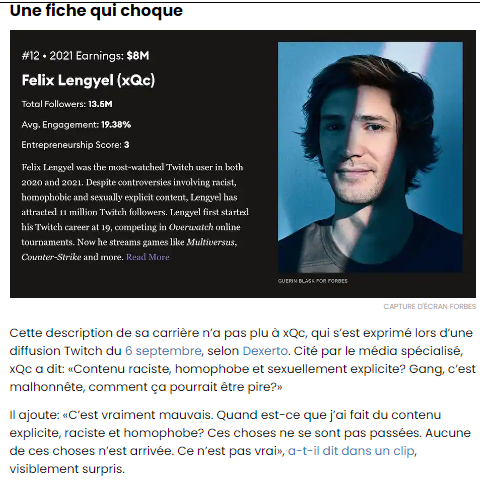 Une fiche qui choque
#12 • 2021 Earnings: $8M
Felix Lengyel (xQc)
Total Followers: 13.5M
Avg. Engagement: 19.38%
Entrepreneurship Score: 3
Felix Lengyel was the most-watched Twitch user in both
2020 and 2021. Despite controversies involving racist,
homophobic and sexually explicit content, Lengyel has
attracted 11 million Twitch followers. Lengyel first started
his Twitch career at 19, competing in Overwatch online
tournaments. Now he streams games like Multiversus,
Counter-Strike and more. Read More
GUERIN BLASK FOR FORBES
CAPTURE D'ÉCRAN FORBES
Cette description de sa carrière n'a pas plu à xQc, qui s'est exprimé lors d'une
diffusion Twitch du 6 septembre, selon Dexerto. Cité par le média spécialisé,
xQc a dit: «Contenu raciste, homophobe et sexuellement explicite? Gang, c'est
malhonnête, comment ça pourrait être pire?»
Il ajoute: «C'est vraiment mauvais. Quand est-ce que j'ai fait du contenu
explicite, raciste et homophobe? Ces choses ne se sont pas passées. Aucune
de ces choses n'est arrivée. Ce n'est pas vrai», a-t-il dit dans un clip,
visiblement surpris.